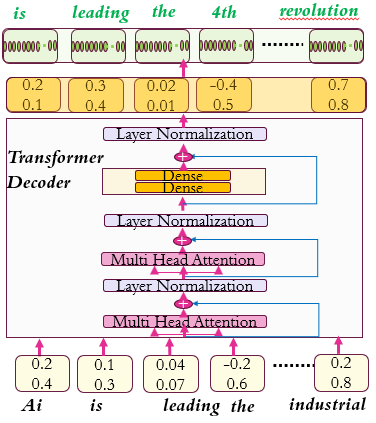 is leading the 4th revolution
0.2 0.3 0.02 -0.4 0.7
0.1 0.4 0.01 0.5 0.8
Layer Normalization
+
Transformer
Decoder
Dense
Dense
Layer Normalization
+
Multi Head Attention
Layer Normalization
+
Multi Head Attention
0.2 0.1 0.04 -0.2 0.2
0.4 0.3 0.07 0.6 0.8
Ai is leading the industrial